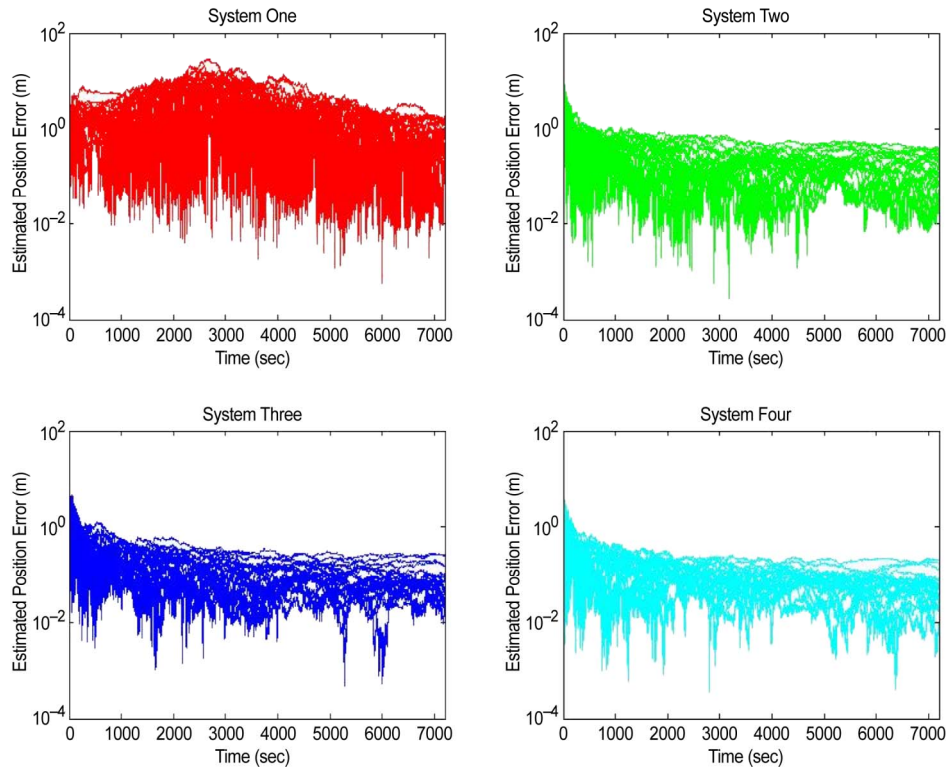 System One
System Two
10^2
10^0
10^−2
10^−4
Estimated Position Error (m)
0 1000 2000 3000 4000 5000 6000 7000
Time (sec)
10^2
10^0
10^−2
10^−4
Estimated Position Error (m)
0 1000 2000 3000 4000 5000 6000 7000
Time (sec)
System Three
System Four
10^2
10^0
10^−2
10^−4
Estimated Position Error (m)
0 1000 2000 3000 4000 5000 6000 7000
Time (sec)
10^2
10^0
10^−2
10^−4
Estimated Position Error (m)
0 1000 2000 3000 4000 5000 6000 7000
Time (sec)